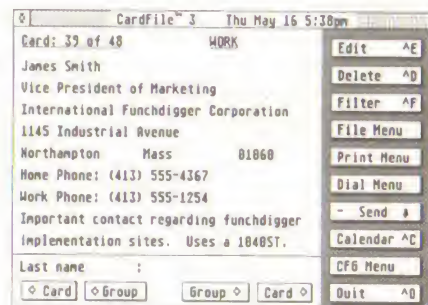 CardFile™ 3 Thu May 16 5:38pm
Card: 39 of 48 WORK
James Smith
Vice President of Marketing
International Funchdigger Corporation
1145 Industrial Avenue
Northampton Mass 01060
Home Phone: (413) 555-4367
Work Phone: (413) 555-1254
Important contact regarding funchdigger
implementation sites. Uses a 1040ST.
Last name :
◊ Card ◊ Group Group ◊ Card ◊
Edit ^E
Delete ^D
Filter ^F
File Menu
Print Menu
Dial Menu
- Send ↓
Calendar ^C
CFG Menu
Quit ^Q